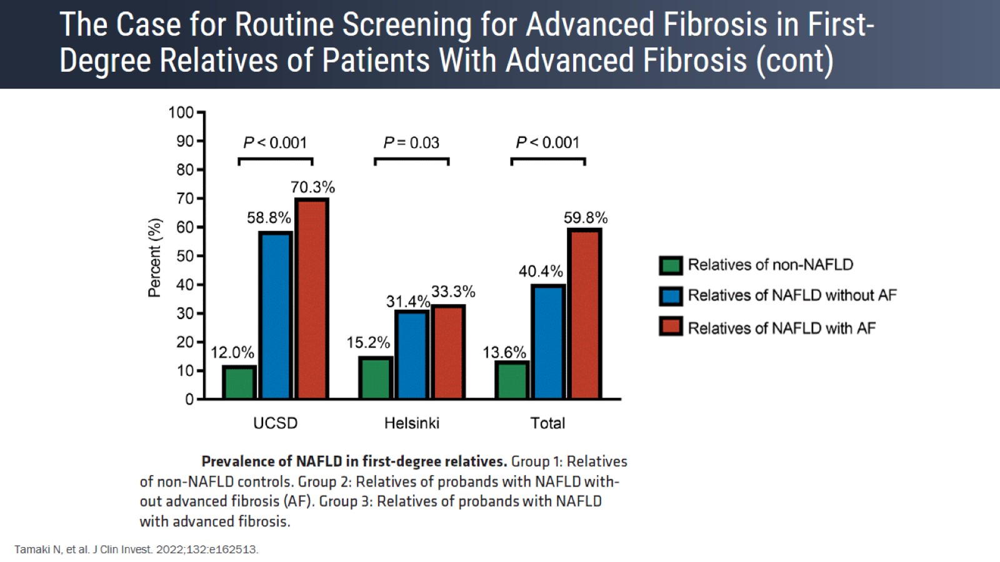 The Case for Routine Screening for Advanced Fibrosis in First-
Degree Relatives of Patients With Advanced Fibrosis (cont)
100
90
80
70
60
50
40
30
20
10
0
Percent (%)
P < 0.001
P = 0.03
P < 0.001
12.0%
58.8%
70.3%
15.2%
31.4%
33.3%
13.6%
40.4%
59.8%
UCSD
Helsinki
Total
Relatives of non-NAFLD
Relatives of NAFLD without AF
Relatives of NAFLD with AF
Prevalence of NAFLD in first-degree relatives. Group 1: Relatives
of non-NAFLD controls. Group 2: Relatives of probands with NAFLD with-
out advanced fibrosis (AF). Group 3: Relatives of probands with NAFLD
with advanced fibrosis.
Tamaki N, et al. J Clin Invest. 2022;132:e162513.